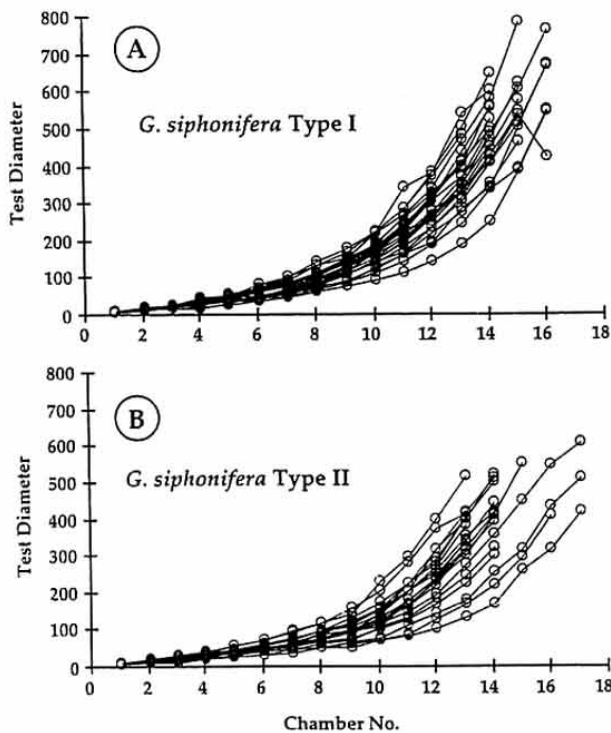 800
700
600
500
400
300
200
100
0
Test Diameter
A
G. siphonifera Type I
0 2 4 6 8 10 12 14 16 18
800
700
600
500
400
300
200
100
0
Test Diameter
B
G. siphonifera Type II
0 2 4 6 8 10 12 14 16 18
Chamber No.